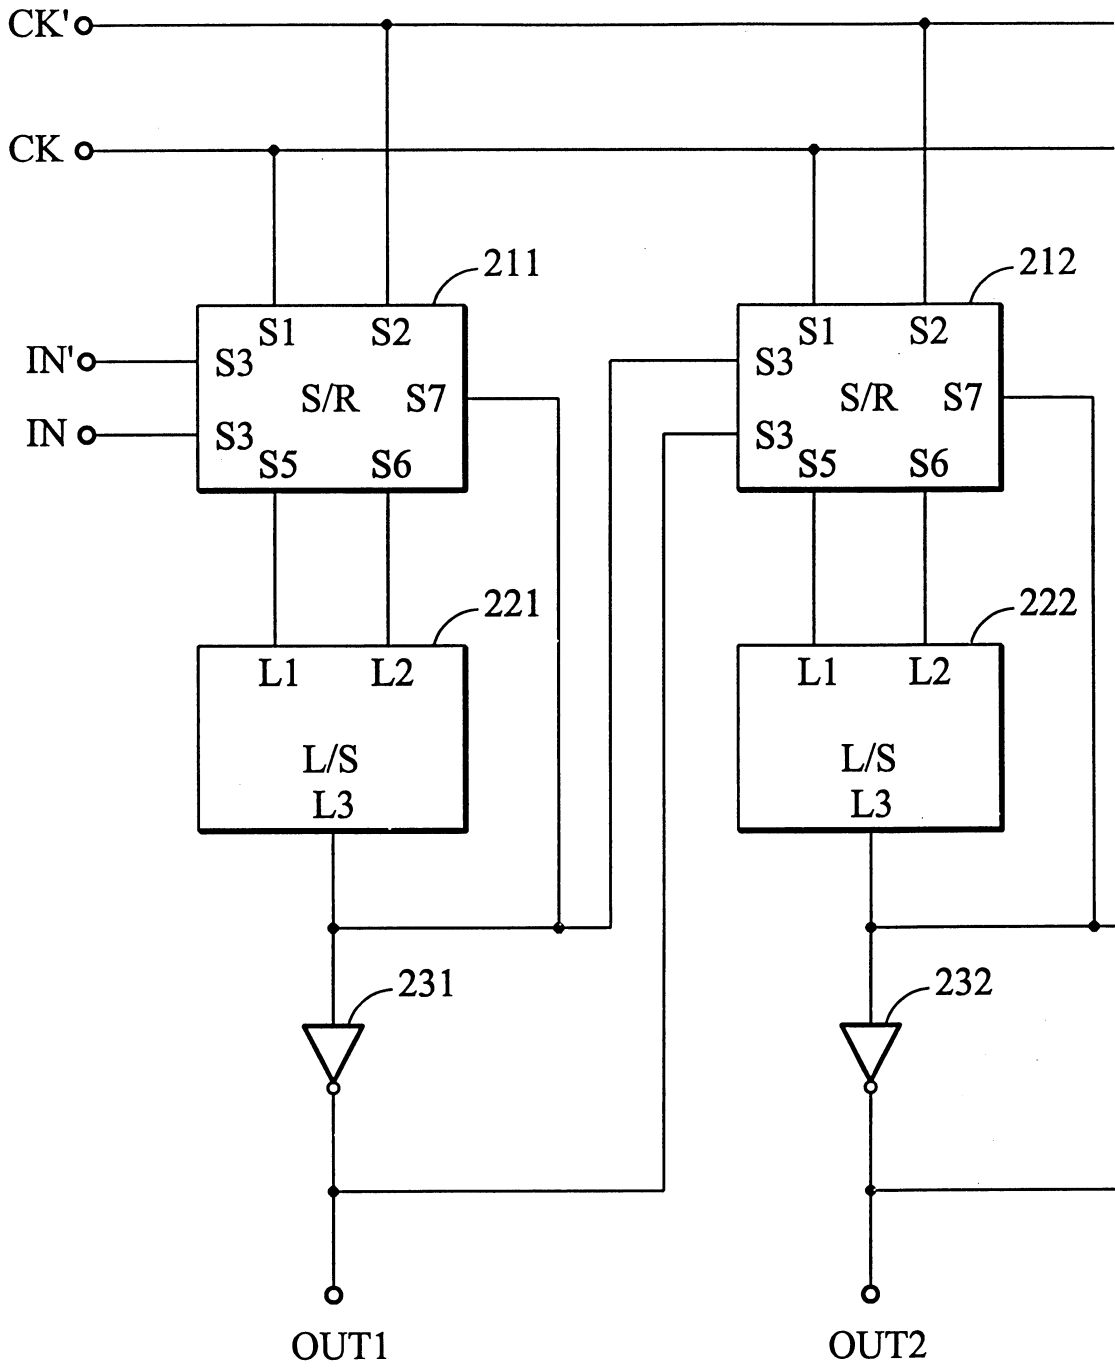 CK'
CK
211
212
S1 S2
S1 S2
IN'
S3
S3
S/R S7
S/R S7
IN
S3
S3
S5 S6
S5 S6
221
222
L1 L2
L1 L2
L/S
L/S
L3
L3
231
232
OUT1
OUT2